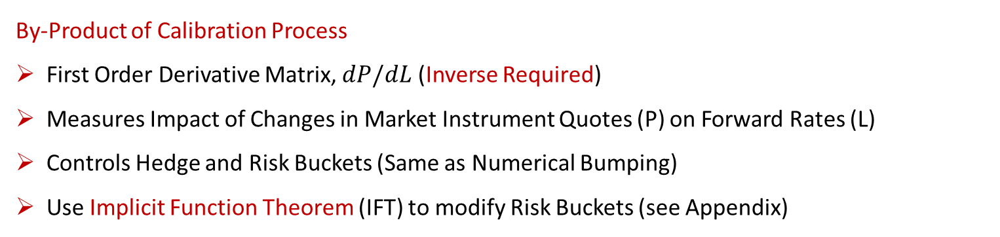 By-Product of Calibration Process
➢ First Order Derivative Matrix, dP/dL (Inverse Required)
➢ Measures Impact of Changes in Market Instrument Quotes (P) on Forward Rates (L)
➢ Controls Hedge and Risk Buckets (Same as Numerical Bumping)
➢ Use Implicit Function Theorem (IFT) to modify Risk Buckets (see Appendix)